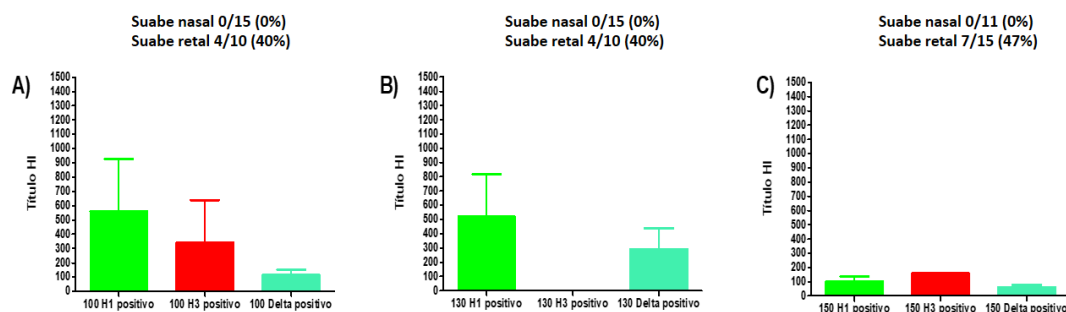 Suabe nasal 0/15 (0%)
Suabe retal 4/10 (40%)
A)
Título HI
1500
1400
1300
1200
1100
1000
900
800
700
600
500
400
300
200
100
0
100 H1 positivo
100 H3 positivo
100 Delta positivo
Suabe nasal 0/15 (0%)
Suabe retal 4/10 (40%)
B)
Título HI
1500
1400
1300
1200
1100
1000
900
800
700
600
500
400
300
200
100
0
130 H1 positivo
130 H3 positivo
130 Delta positivo
Suabe nasal 0/11 (0%)
Suabe retal 7/15 (47%)
C)
Título HI
1500
1400
1300
1200
1100
1000
900
800
700
600
500
400
300
200
100
0
150 H1 positivo
150 H3 positivo
150 Delta positivo